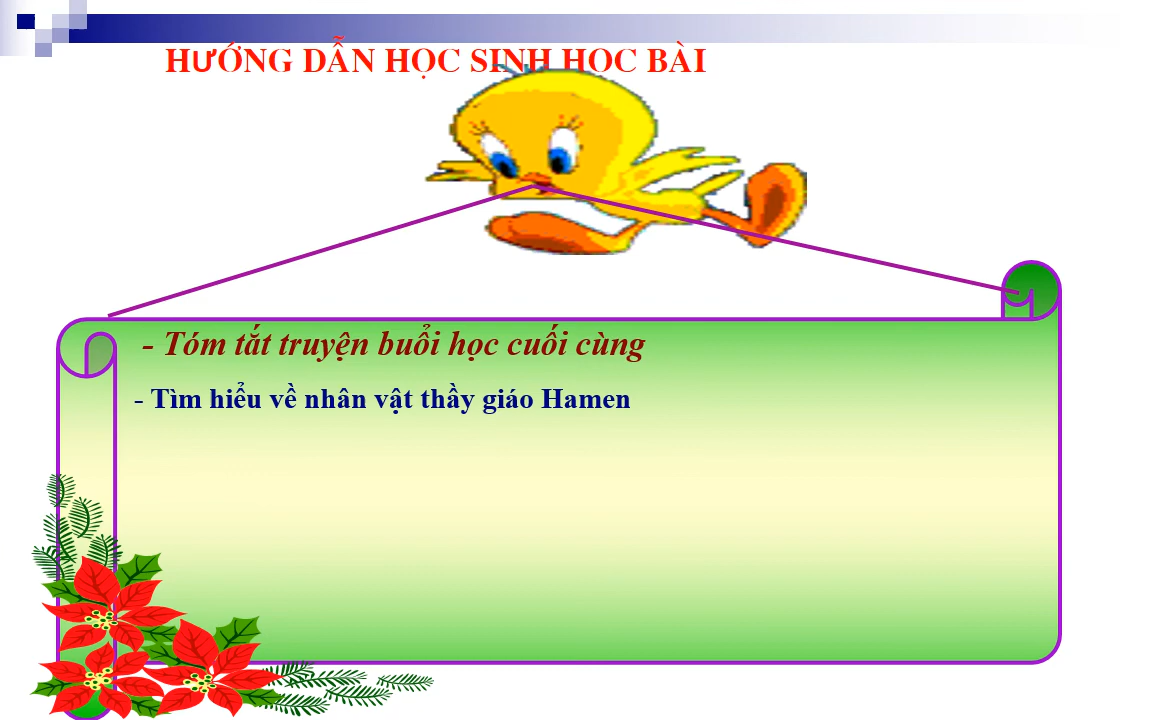 HƯỚNG DẪN HỌC SINH HOC BÀI
- Tóm tắt truyện buổi học cuối cùng
- Tìm hiểu về nhân vật thầy giáo Hamen